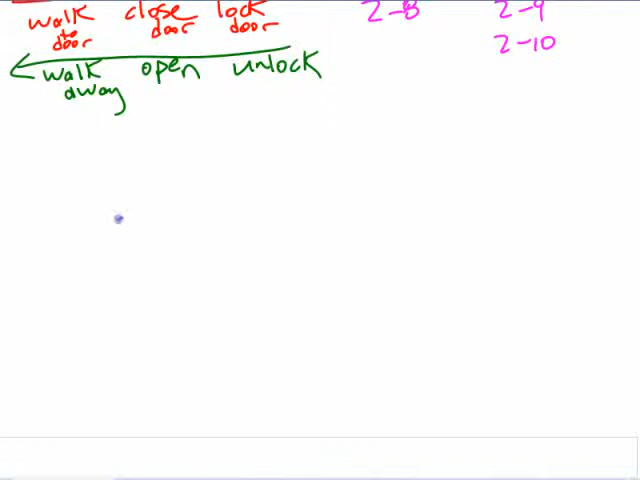 walk close lock 2-8 2-9
to door door
door
2-10
walk open unlock
away